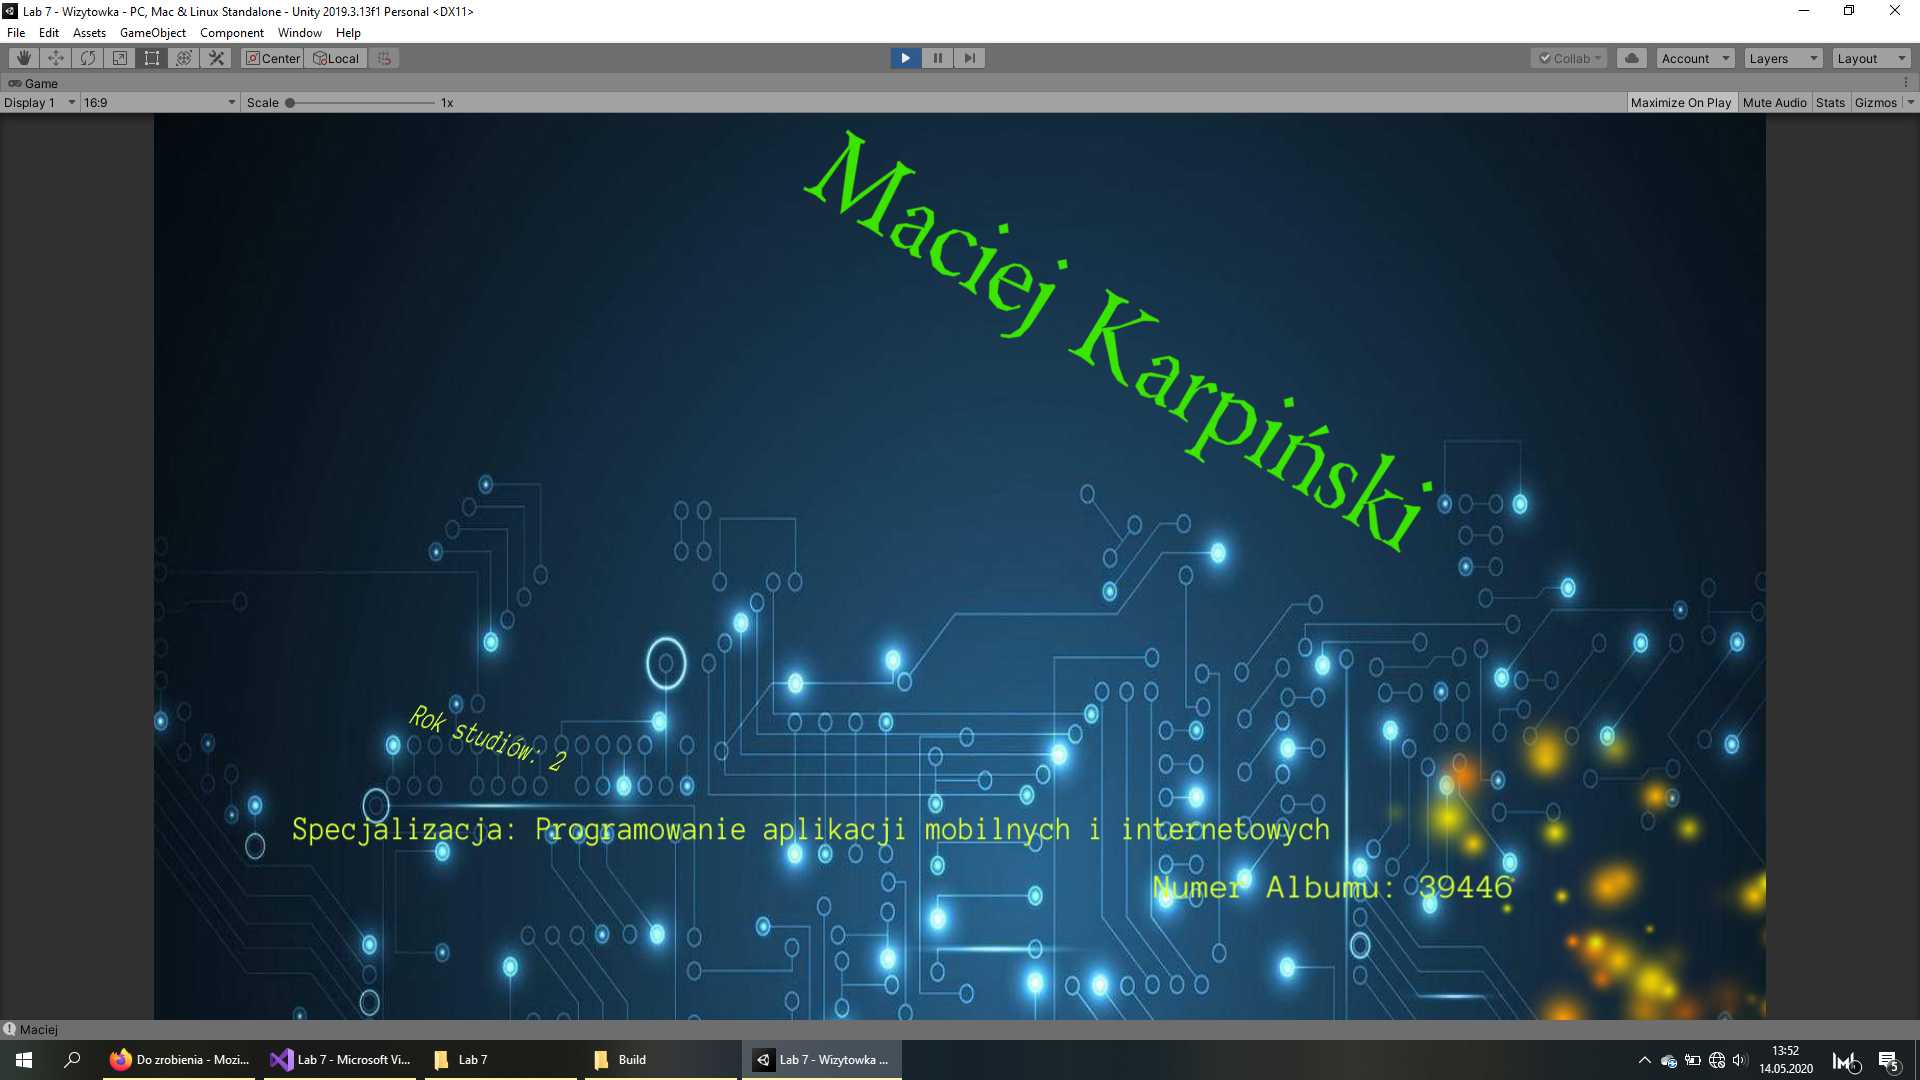 Lab 7 - Wizytowka - PC, Mac & Linux Standalone - Unity 2019.3.13f1 Personal <DX11>
File Edit Assets GameObject Component Window Help
Center Local Collab Account Layers Layout
Game
Display 1 16:9 Scale 1x Maximize On Play Mute Audio Stats Gizmos
Maciej Karpiński
Rok studiów: 2
Specjalizacja: Programowanie aplikacji mobilnych i internetowych
Numer Albumu: 39446
Maciej
Do zrobienia - Mozi... Lab 7 - Microsoft Vi... Lab 7 Build Lab 7 - Wizytowka ... 13:52 5
14.05.2020